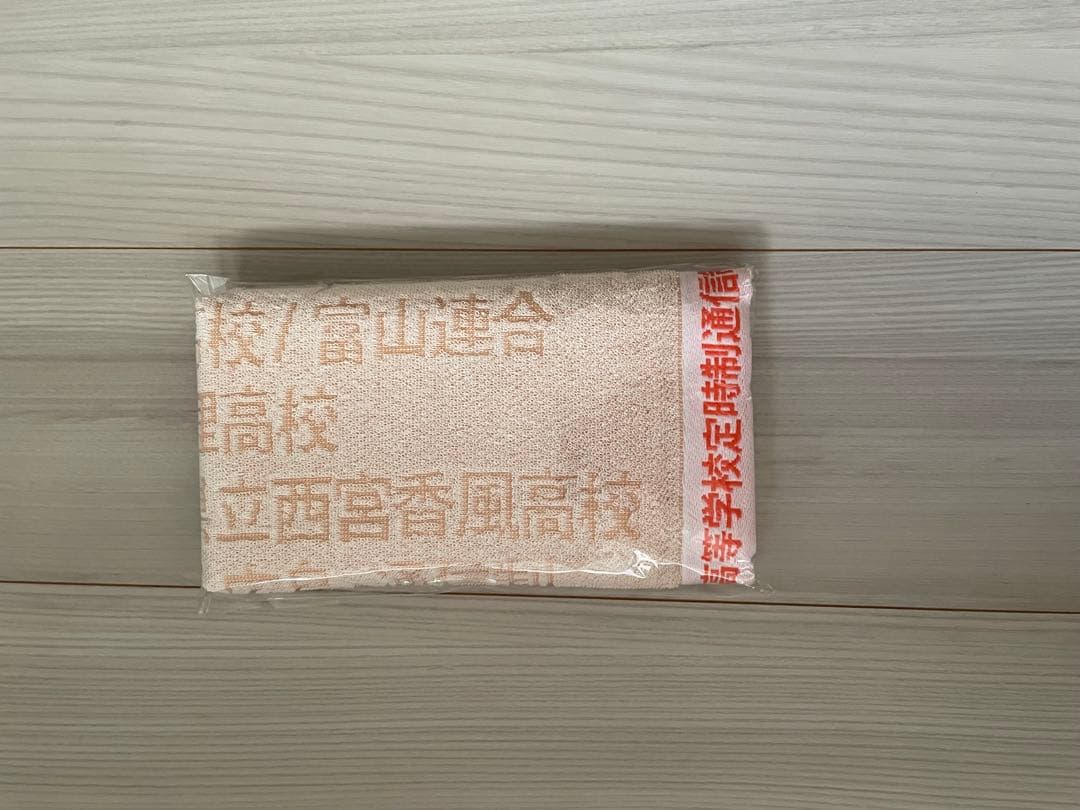 校/富山連合
理高校
立西宮香風高校
高等学校定時制通信